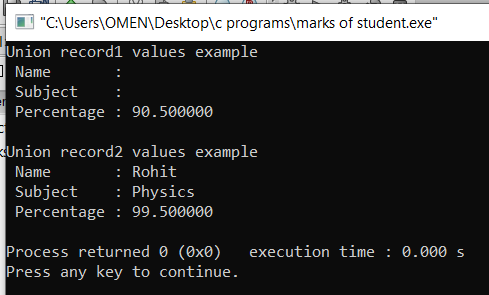 "C:\Users\OMEN\Desktop\c programs\marks of student.exe"
Union record1 values example
Name       :
Subject    :
Percentage : 90.500000
Union record2 values example
Name       : Rohit
Subject    : Physics
Percentage : 99.500000
Process returned 0 (0x0)   execution time : 0.000 s
Press any key to continue.